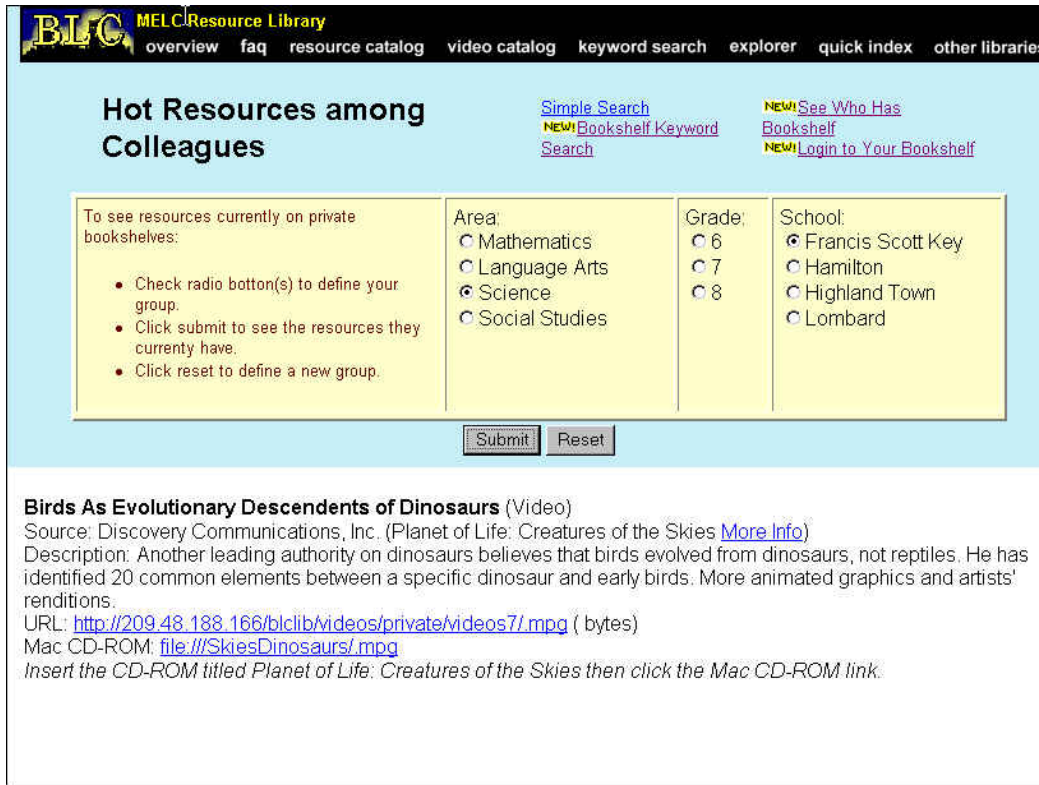 BLC MELC Resource Library
overview faq resource catalog video catalog keyword search explorer quick index other libraries
Hot Resources among
Colleagues
Simple Search
NEW! Bookshelf Keyword
Search
NEW! See Who Has
Bookshelf
NEW! Login to Your Bookshelf
To see resources currently on private
bookshelves:
Check radio botton(s) to define your
group.
Click submit to see the resources they
currenty have.
Click reset to define a new group.
Area:
Mathematics
Language Arts
Science
Social Studies
Grade:
6
7
8
School:
Francis Scott Key
Hamilton
Highland Town
Lombard
Submit Reset
Birds As Evolutionary Descendents of Dinosaurs (Video)
Source: Discovery Communications, Inc. (Planet of Life: Creatures of the Skies More Info)
Description: Another leading authority on dinosaurs believes that birds evolved from dinosaurs, not reptiles. He has
identified 20 common elements between a specific dinosaur and early birds. More animated graphics and artists'
renditions.
URL: http://209.48.188.166/blclib/videos/private/videos7/.mpg ( bytes)
Mac CD-ROM: file:///SkiesDinosaurs/.mpg
Insert the CD-ROM titled Planet of Life: Creatures of the Skies then click the Mac CD-ROM link.